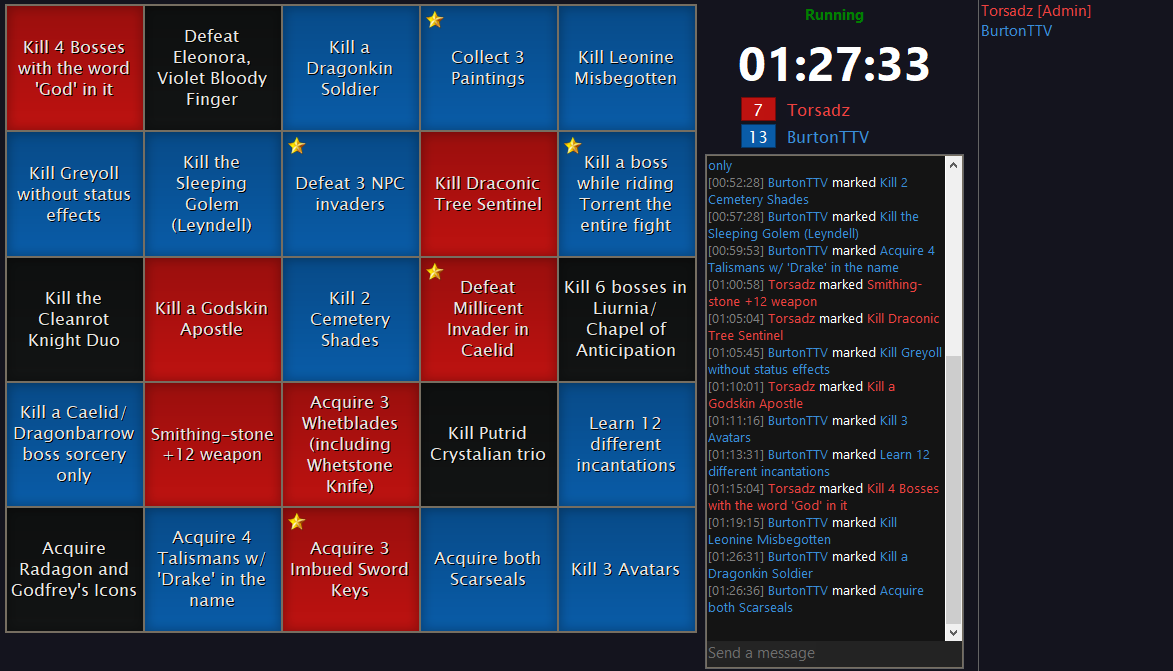 Kill 4 Bosses
with the word
'God' in it
Defeat
Eleonora,
Violet Bloody
Finger
Kill a
Dragonkin
Soldier
Collect 3
Paintings
Kill Leonine
Misbegotten
Kill Greyoll
without status
effects
Kill the
Sleeping
Golem
(Leyndell)
Defeat 3 NPC
invaders
Kill Draconic
Tree Sentinel
Kill a boss
while riding
Torrent the
entire fight
Kill the
Cleanrot
Knight Duo
Kill a Godskin
Apostle
Kill 2
Cemetery
Shades
Defeat
Millicent
Invader in
Caelid
Kill 6 bosses in
Liurnia/
Chapel of
Anticipation
Kill a Caelid/
Dragonbarrow
boss sorcery
only
Smithing-stone
+12 weapon
Acquire 3
Whetblades
(including
Whetstone
Knife)
Kill Putrid
Crystalian trio
Learn 12
different
incantations
Acquire
Radagon and
Godfrey's Icons
Acquire 4
Talismans w/
'Drake' in the
name
Acquire 3
Imbued Sword
Keys
Acquire both
Scarseals
Kill 3 Avatars
Running
01:27:33
7 Torsadz
13 BurtonTTV
only
[00:52:28] BurtonTTV marked Kill 2
Cemetery Shades
[00:57:28] BurtonTTV marked Kill the
Sleeping Golem (Leyndell)
[00:59:53] BurtonTTV marked Acquire 4
Talismans w/ 'Drake' in the name
[01:00:58] Torsadz marked Smithing-
stone +12 weapon
[01:05:04] Torsadz marked Kill Draconic
Tree Sentinel
[01:05:45] BurtonTTV marked Kill Greyoll
without status effects
[01:10:01] Torsadz marked Kill a
Godskin Apostle
[01:11:16] BurtonTTV marked Kill 3
Avatars
[01:13:31] BurtonTTV marked Learn 12
different incantations
[01:15:04] Torsadz marked Kill 4 Bosses
with the word 'God' in it
[01:19:15] BurtonTTV marked Kill
Leonine Misbegotten
[01:26:31] BurtonTTV marked Kill a
Dragonkin Soldier
[01:26:36] BurtonTTV marked Acquire
both Scarseals
Send a message
Torsadz [Admin]
BurtonTTV